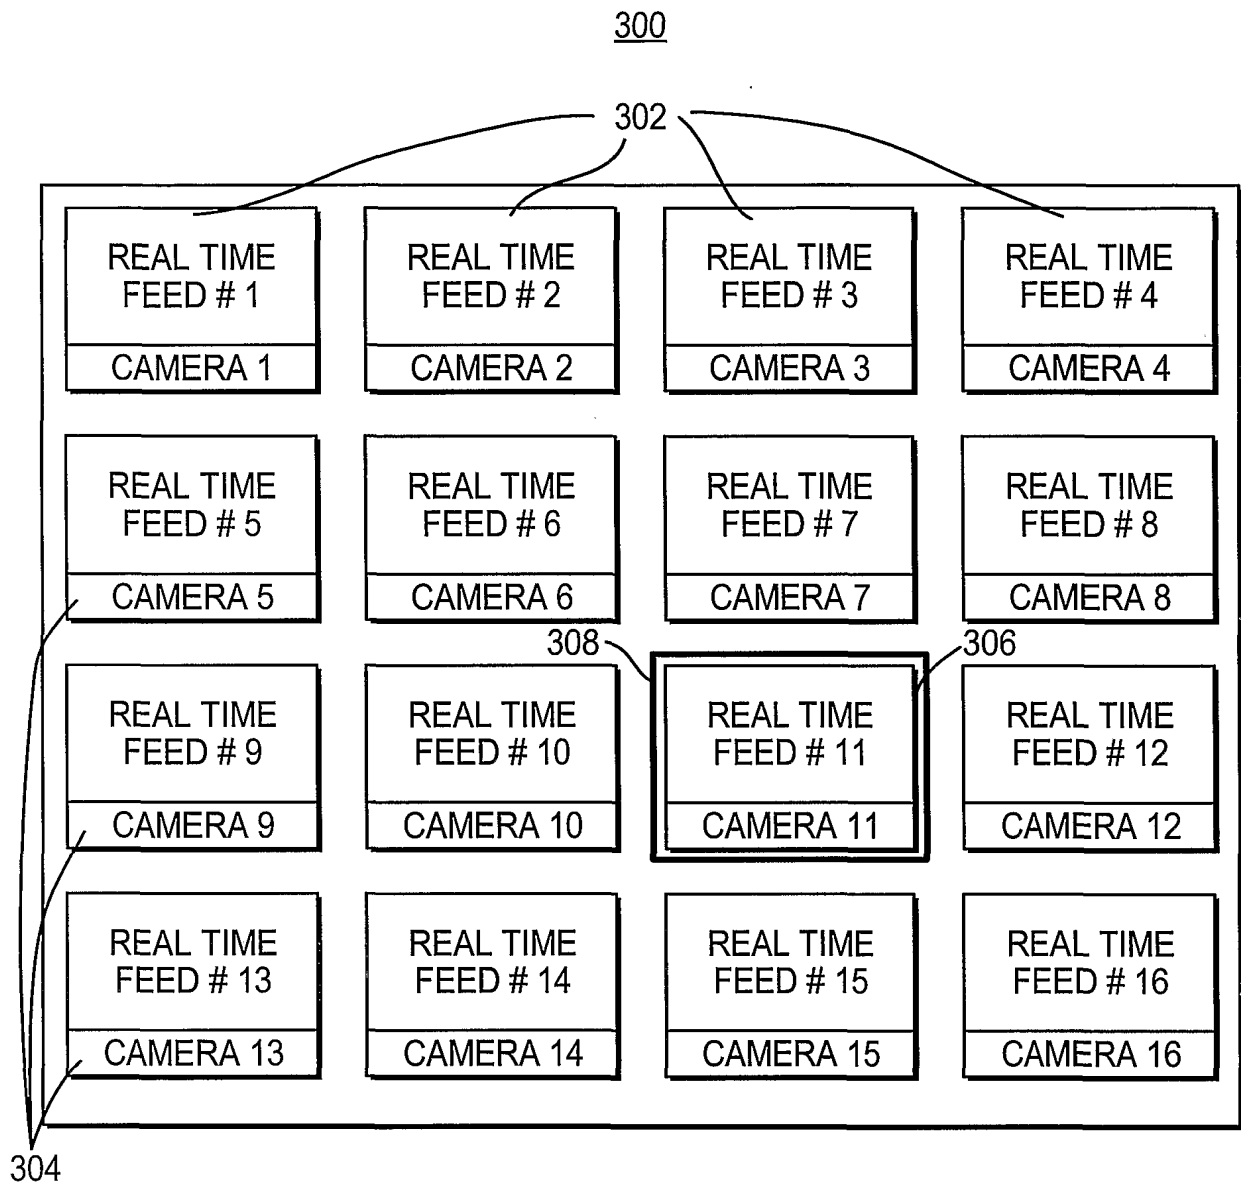 300
302
REAL TIME FEED # 1
CAMERA 1
REAL TIME FEED # 2
CAMERA 2
REAL TIME FEED # 3
CAMERA 3
REAL TIME FEED # 4
CAMERA 4
REAL TIME FEED # 5
CAMERA 5
REAL TIME FEED # 6
CAMERA 6
REAL TIME FEED # 7
CAMERA 7
REAL TIME FEED # 8
CAMERA 8
308
306
REAL TIME FEED # 9
CAMERA 9
REAL TIME FEED # 10
CAMERA 10
REAL TIME FEED # 11
CAMERA 11
REAL TIME FEED # 12
CAMERA 12
REAL TIME FEED # 13
CAMERA 13
REAL TIME FEED # 14
CAMERA 14
REAL TIME FEED # 15
CAMERA 15
REAL TIME FEED # 16
CAMERA 16
304